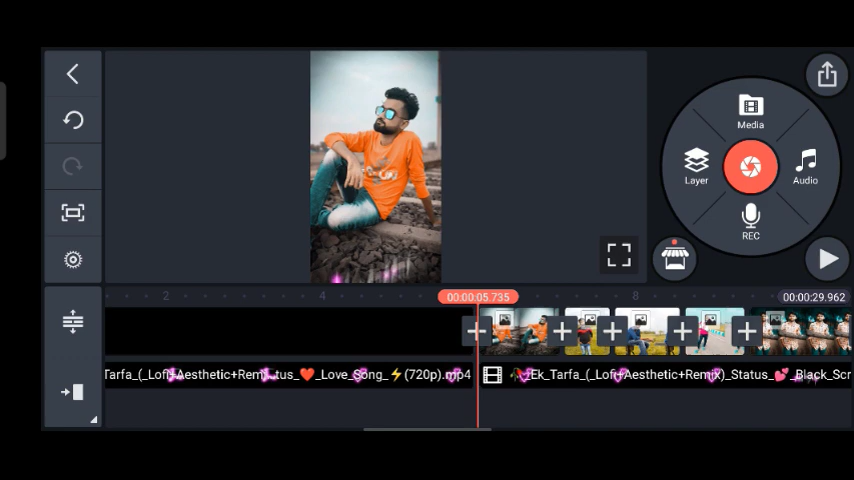 Media
Layer
Audio
REC
2
4
00:00:05.735
8
00:00:29.962
Tarfa_(_Lofi+Aesthetic+Rem tus_❤️_Love_Song_⚡(720p).mp4
Ek_Tarfa_(_Lofi+Aesthetic+Remix)_Status_💕_Black_Scr